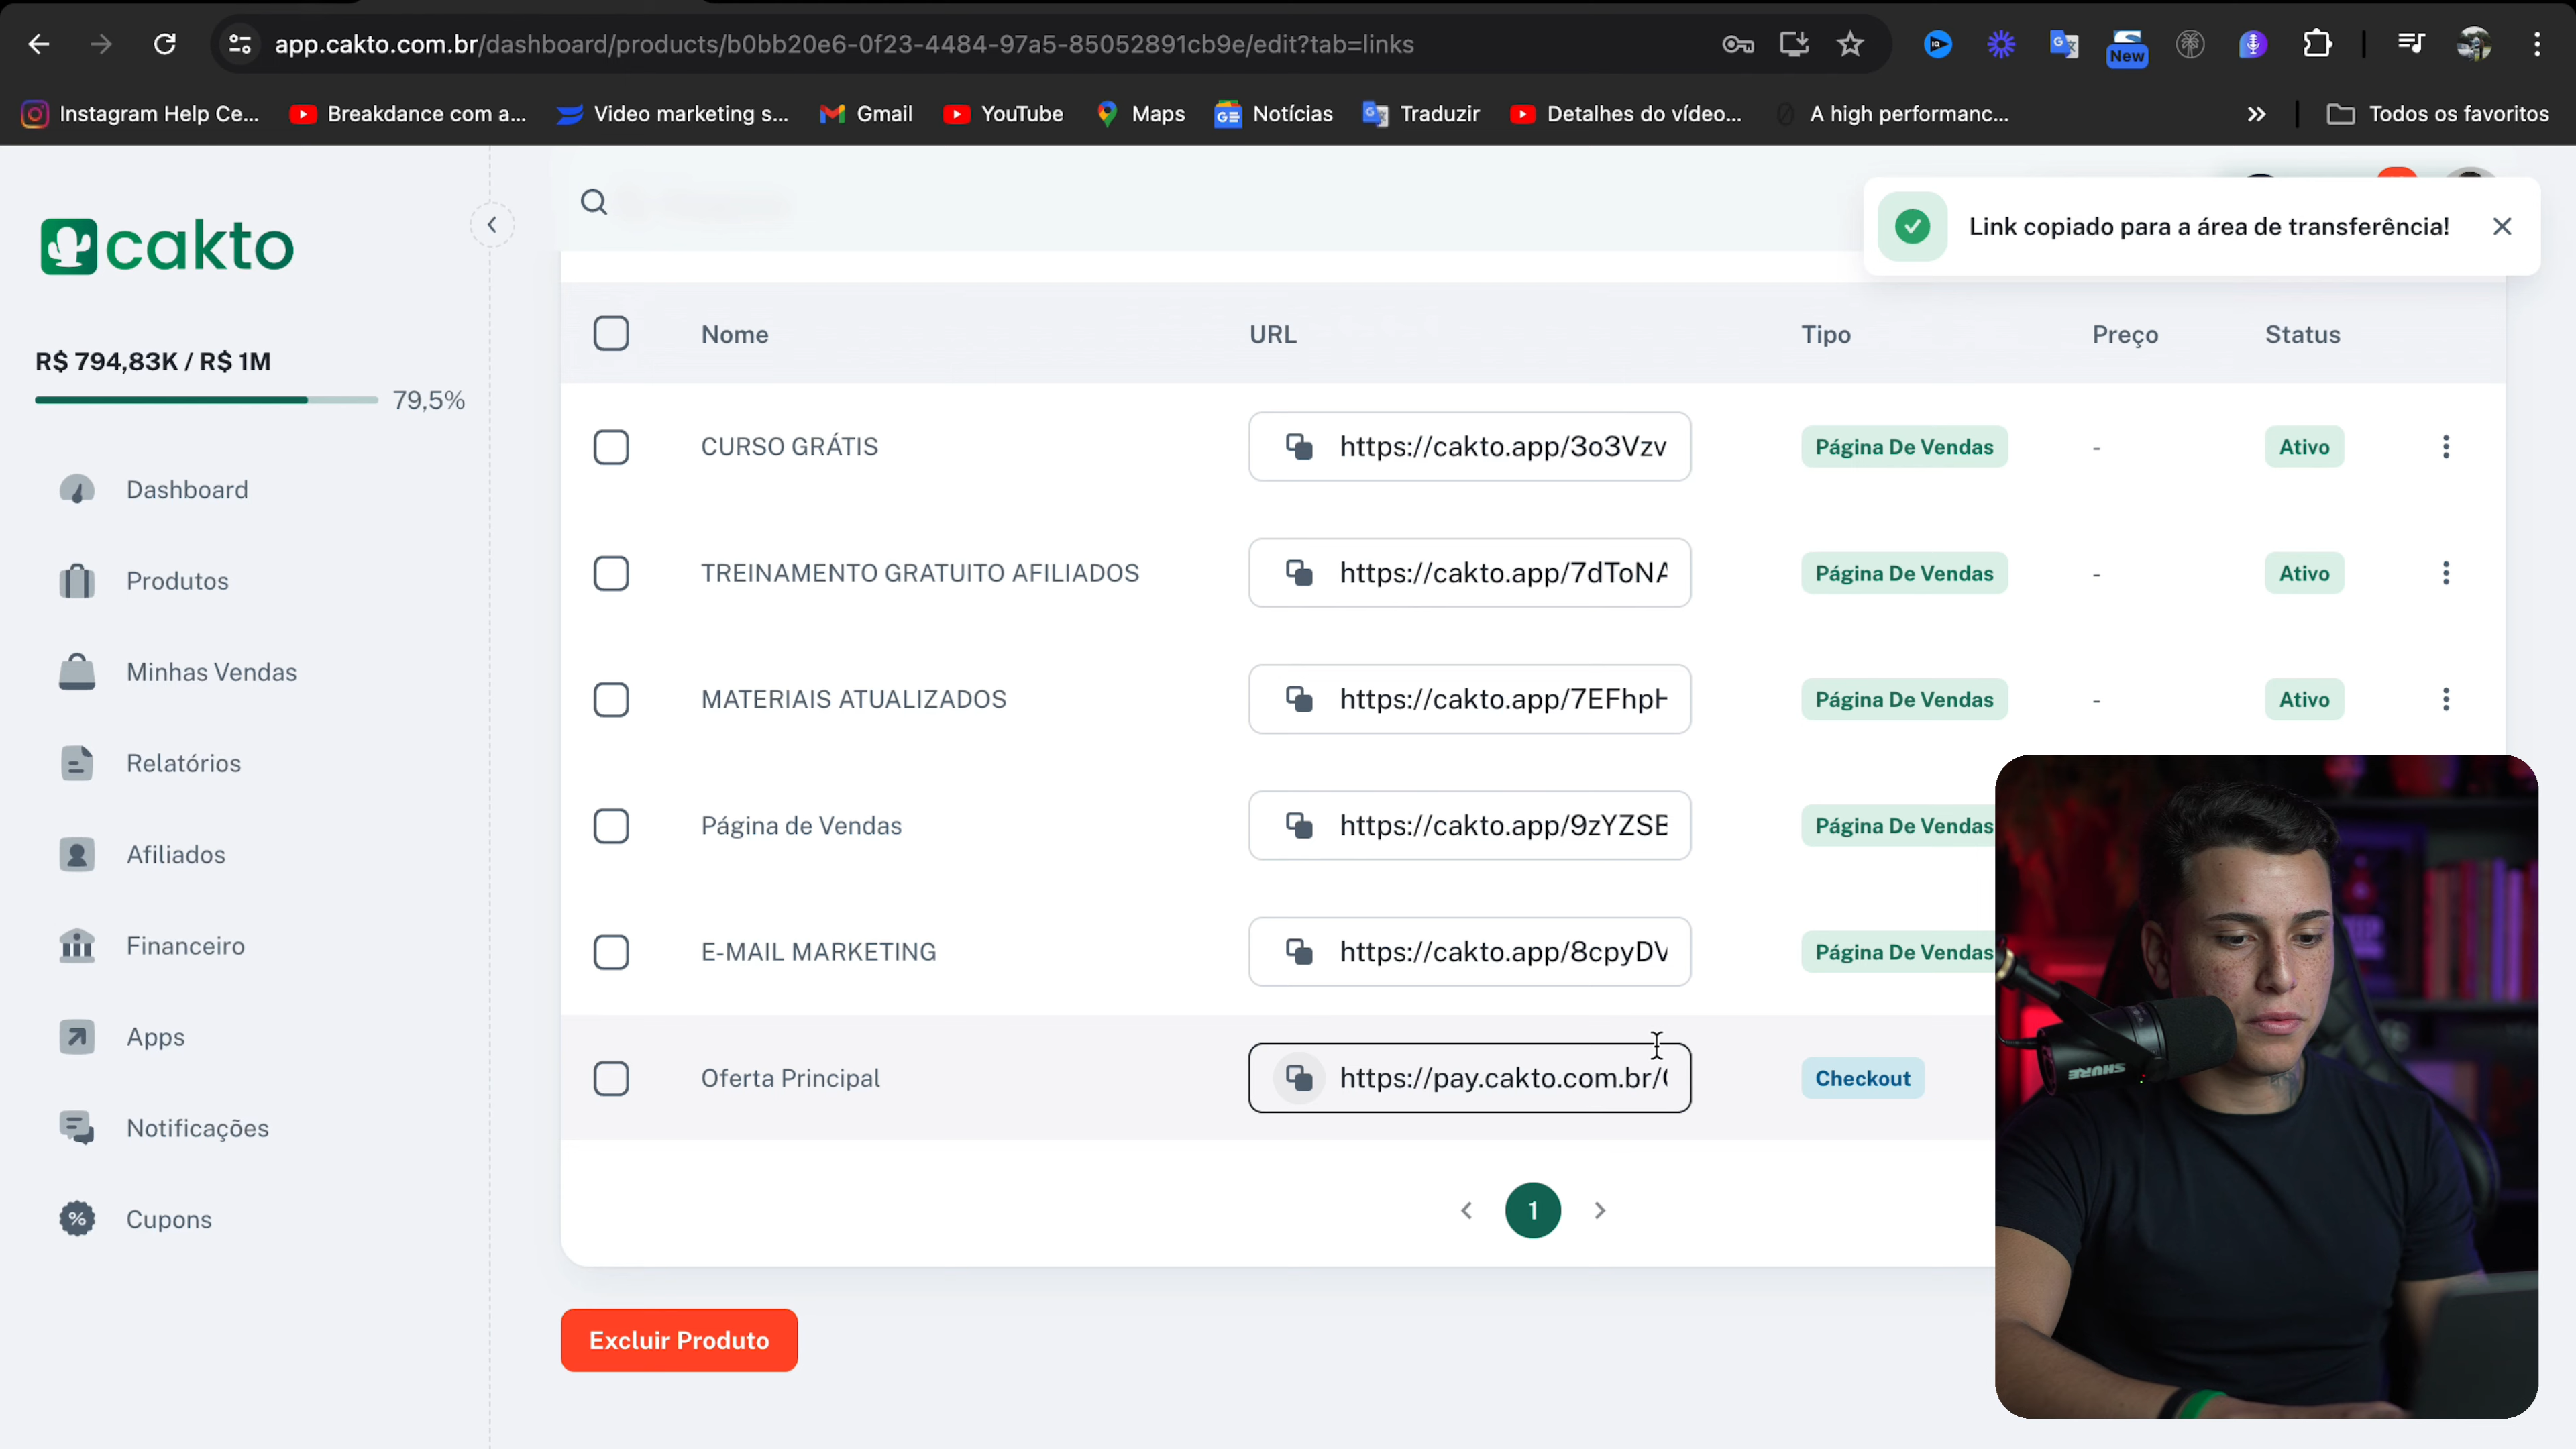 app.cakto.com.br/dashboard/products/b0bb20e6-0f23-4484-97a5-85052891cb9e/edit?tab=links
New
Instagram Help Ce...
Breakdance com a...
Video marketing s...
Gmail
YouTube
Maps
Notícias
Traduzir
Detalhes do vídeo...
A high performanc...
Todos os favoritos
cakto
Link copiado para a área de transferência!
R$ 794,83K / R$ 1M
79,5%
Dashboard
Produtos
Minhas Vendas
Relatórios
Afiliados
Financeiro
Apps
Notificações
Cupons
Nome URL Tipo Preço Status
CURSO GRÁTIS https://cakto.app/3o3Vzv Página De Vendas - Ativo
TREINAMENTO GRATUITO AFILIADOS https://cakto.app/7dToNA Página De Vendas - Ativo
MATERIAIS ATUALIZADOS https://cakto.app/7EFhpH Página De Vendas - Ativo
Página de Vendas https://cakto.app/9zYZSE Página De Vendas
E-MAIL MARKETING https://cakto.app/8cpyDV Página De Vendas
Oferta Principal https://pay.cakto.com.br/ Checkout
1
Excluir Produto
SHURE